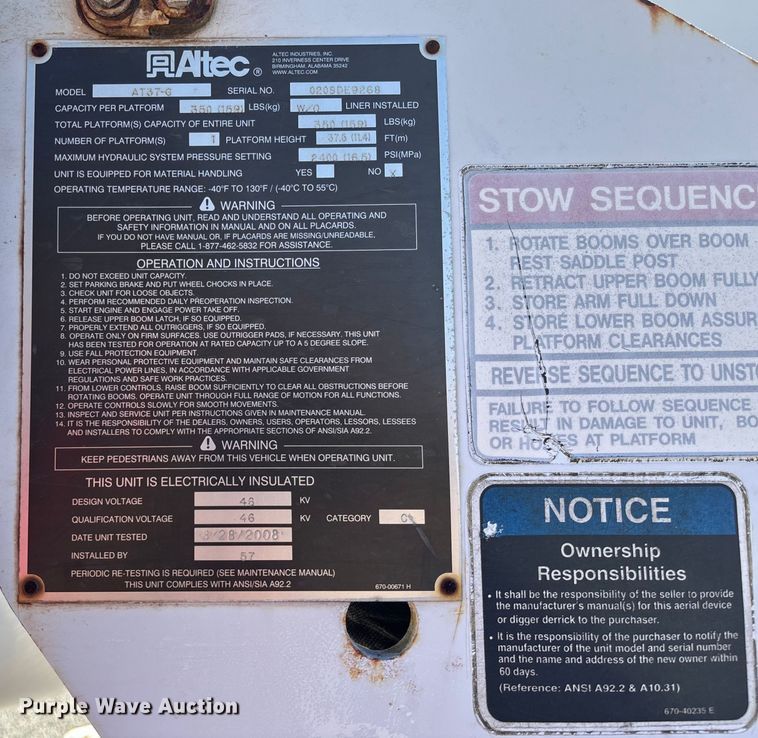 Altec ®
ALTEC INDUSTRIES, INC.
210 INVERNESS CENTER DRIVE
BIRMINGHAM, ALABAMA 35242
WWW.ALTEC.COM
MODEL AT37-G SERIAL NO. 0208DE9268
CAPACITY PER PLATFORM 350 (159) LBS(kg) W/O LINER INSTALLED
TOTAL PLATFORM(S) CAPACITY OF ENTIRE UNIT 350 (159) LBS(kg)
NUMBER OF PLATFORM(S) 1 PLATFORM HEIGHT 37.6 (11.4) FT(m)
MAXIMUM HYDRAULIC SYSTEM PRESSURE SETTING 2400 (16.5) PSI(MPa)
UNIT IS EQUIPPED FOR MATERIAL HANDLING YES NO X
OPERATING TEMPERATURE RANGE: -40°F TO 130°F / (-40°C TO 55°C)
WARNING
BEFORE OPERATING UNIT, READ AND UNDERSTAND ALL OPERATING AND
SAFETY INFORMATION IN MANUAL AND ON ALL PLACARDS.
IF YOU DO NOT HAVE MANUAL OR, IF PLACARDS ARE MISSING/UNREADABLE,
PLEASE CALL 1-877-462-5832 FOR ASSISTANCE.
OPERATION AND INSTRUCTIONS
1. DO NOT EXCEED UNIT CAPACITY.
2. SET PARKING BRAKE AND PUT WHEEL CHOCKS IN PLACE.
3. CHECK UNIT FOR LOOSE OBJECTS.
4. PERFORM RECOMMENDED DAILY PREOPERATION INSPECTION.
5. START ENGINE AND ENGAGE POWER TAKE OFF.
6. RELEASE UPPER BOOM LATCH, IF SO EQUIPPED.
7. PROPERLY EXTEND ALL OUTRIGGERS, IF SO EQUIPPED.
8. OPERATE ONLY ON FIRM SURFACES. USE OUTRIGGER PADS, IF NECESSARY. THIS UNIT
HAS BEEN TESTED FOR OPERATION AT RATED CAPACITY UP TO A 5 DEGREE SLOPE.
9. USE FALL PROTECTION EQUIPMENT.
10. WEAR PERSONAL PROTECTIVE EQUIPMENT AND MAINTAIN SAFE CLEARANCES FROM
ELECTRICAL POWER LINES, IN ACCORDANCE WITH APPLICABLE GOVERNMENT
REGULATIONS AND SAFE WORK PRACTICES.
11. FROM LOWER CONTROLS, RAISE BOOM SUFFICIENTLY TO CLEAR ALL OBSTRUCTIONS BEFORE
ROTATING BOOMS. OPERATE UNIT THROUGH FULL RANGE OF MOTION FOR ALL FUNCTIONS.
12. OPERATE CONTROLS SLOWLY FOR SMOOTH MOVEMENTS.
13. INSPECT AND SERVICE UNIT PER INSTRUCTIONS GIVEN IN MAINTENANCE MANUAL.
14. IT IS THE RESPONSIBILITY OF THE DEALERS, OWNERS, USERS, OPERATORS, LESSORS, LESSEES
AND INSTALLERS TO COMPLY WITH THE APPROPRIATE SECTIONS OF ANSI/SIA A92.2.
WARNING
KEEP PEDESTRIANS AWAY FROM THIS VEHICLE WHEN OPERATING UNIT.
THIS UNIT IS ELECTRICALLY INSULATED
DESIGN VOLTAGE 46 KV
QUALIFICATION VOLTAGE 46 KV CATEGORY C
DATE UNIT TESTED 3/28/2008
INSTALLED BY 57
PERIODIC RE-TESTING IS REQUIRED (SEE MAINTENANCE MANUAL)
THIS UNIT COMPLIES WITH ANSI/SIA A92.2
670-00671 H
STOW SEQUENC
1. ROTATE BOOMS OVER BOOM
REST SADDLE POST
2. RETRACT UPPER BOOM FULLY
3. STORE ARM FULL DOWN
4. STORE LOWER BOOM ASSUR
PLATFORM CLEARANCES
REVERSE SEQUENCE TO UNST
FAILURE TO FOLLOW SEQUENCE
RESULT IN DAMAGE TO UNIT, BO
OR HOSES AT PLATFORM
NOTICE
Ownership
Responsibilities
• It shall be the responsibility of the seller to provide
the manufacturer's manual(s) for this aerial device
or digger derrick to the purchaser.
• It is the responsibility of the purchaser to notify the
manufacturer of the unit model and serial number
and the name and address of the new owner within
60 days.
(Reference: ANSI A92.2 & A10.31)
670-40235 E
Purple Wave Auction